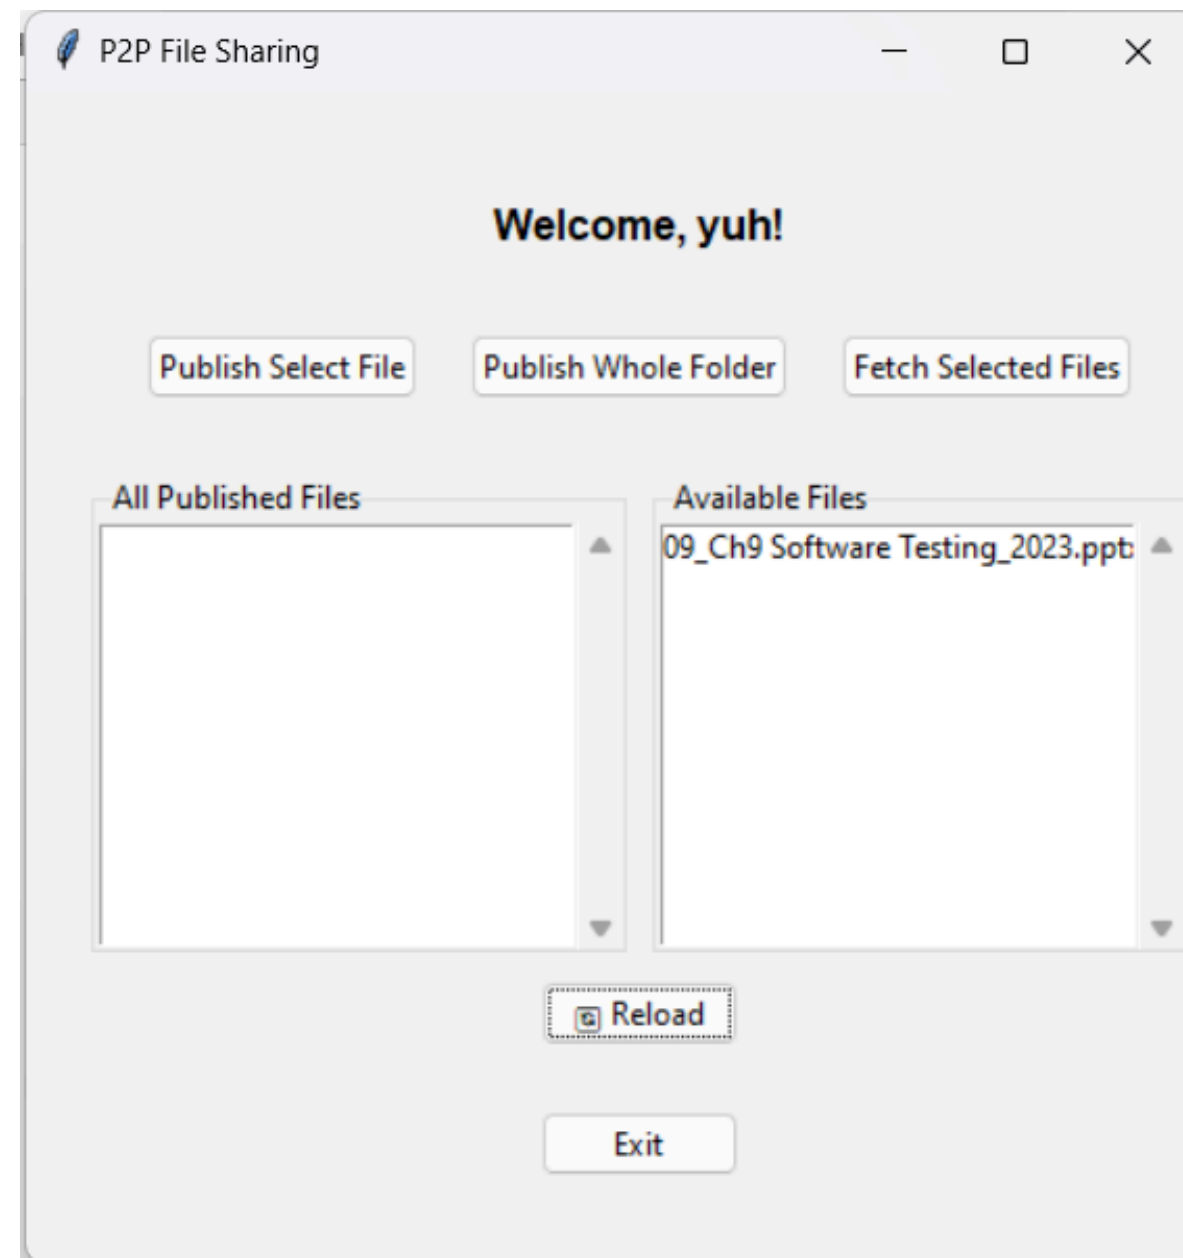 P2P File Sharing
Welcome, yuh!
Publish Select File
Publish Whole Folder
Fetch Selected Files
All Published Files
Available Files
09_Ch9 Software Testing_2023.ppt
Reload
Exit